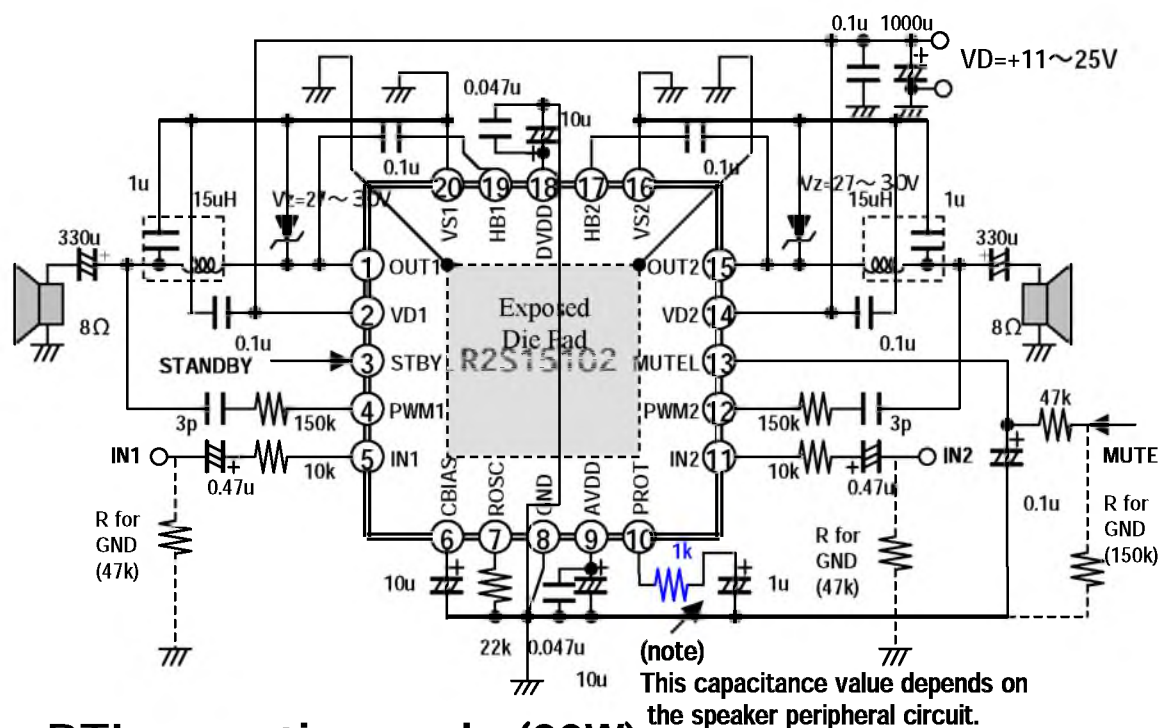 0.1u 1000u
VD=+11～25V
0.047u
10u
0.1u
0.1u
1u
15uH
Vz=27～30V
20 19 18 17 16
VS1
HB1
DVDD
HB2
VS2
Vz=27～30V
15uH
1u
330u
330u
1 OUT1
OUT2 15
Exposed
Die Pad
2 VD1
VD2 14
8Ω
0.1u
0.1u
8Ω
STANDBY
3 STBY
R2S15102
MUTEL 13
4 PWM1
PWM2 12
47k
3p
150k
150k
3p
IN1
5 IN1
IN2 11
IN2
MUTE
0.47u
10k
10k
0.47u
0.1u
CBIAS
ROSC
GND
AVDD
PROT
6 7 8 9 10
R for
GND
(47k)
R for
GND
(47k)
R for
GND
(150k)
10u
1k
1u
22k
0.047u
10u
(note)
This capacitance value depends on
the speaker peripheral circuit.